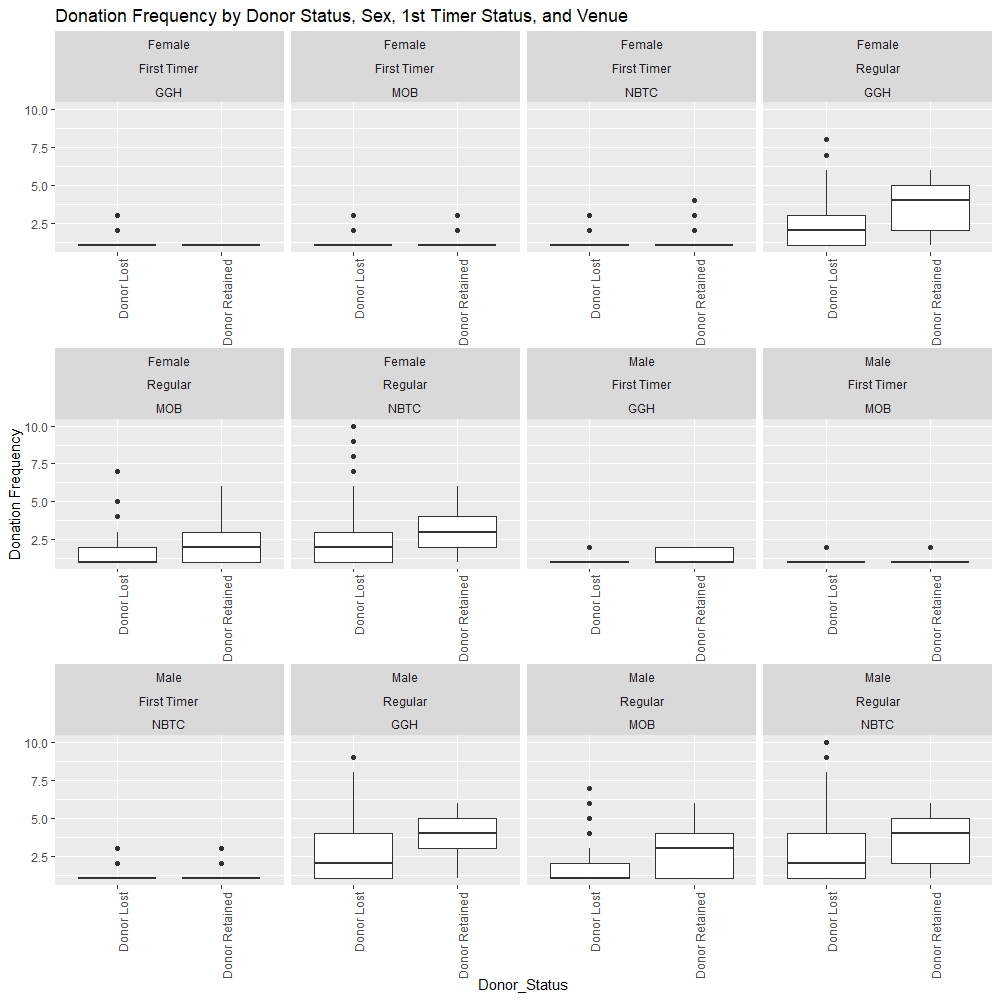 Donation Frequency by Donor Status, Sex, 1st Timer Status, and Venue
Female
First Timer
GGH
Female
First Timer
MOB
Female
First Timer
NBTC
Female
Regular
GGH
10.0
7.5
5.0
2.5
Donor Lost
Donor Retained
Donor Lost
Donor Retained
Donor Lost
Donor Retained
Donor Lost
Donor Retained
Female
Regular
MOB
Female
Regular
NBTC
Male
First Timer
GGH
Male
First Timer
MOB
Donation Frequency
10.0
7.5
5.0
2.5
Donor Lost
Donor Retained
Donor Lost
Donor Retained
Donor Lost
Donor Retained
Donor Lost
Donor Retained
Male
First Timer
NBTC
Male
Regular
GGH
Male
Regular
MOB
Male
Regular
NBTC
10.0
7.5
5.0
2.5
Donor Lost
Donor Retained
Donor Lost
Donor Retained
Donor Lost
Donor Retained
Donor Lost
Donor Retained
Donor_Status